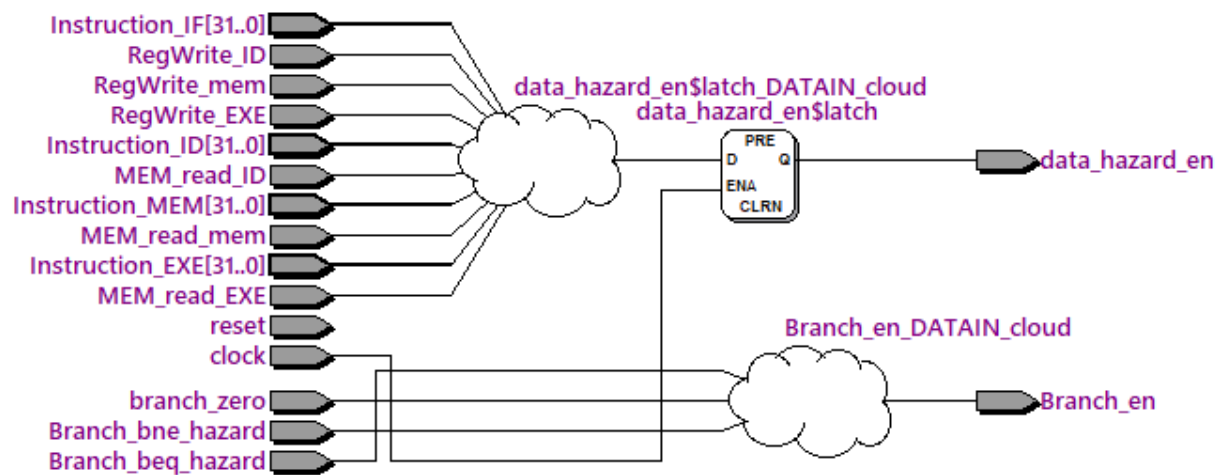 Instruction_IF[31..0]
RegWrite_ID
RegWrite_mem
RegWrite_EXE
Instruction_ID[31..0]
MEM_read_ID
Instruction_MEM[31..0]
MEM_read_mem
Instruction_EXE[31..0]
MEM_read_EXE
reset
clock
branch_zero
Branch_bne_hazard
Branch_beq_hazard
data_hazard_en$latch_DATAIN_cloud
data_hazard_en$latch
PRE
D Q
ENA
CLRN
data_hazard_en
Branch_en_DATAIN_cloud
Branch_en